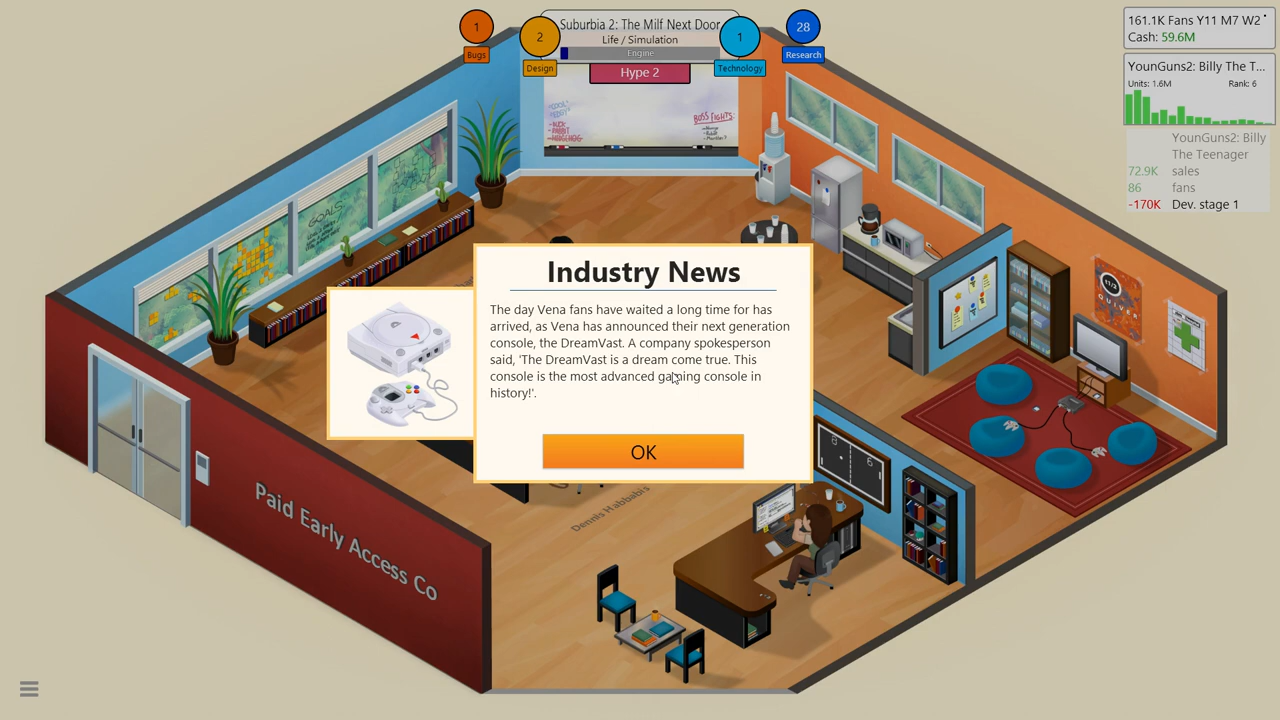 1
Bugs
2
Design
Suburbia 2: The Milf Next Door
Life / Simulation
Engine
Hype 2
1
Technology
28
Research
161.1K Fans Y11 M7 W2
Cash: 59.6M
YounGuns2: Billy The T...
Units: 1.6M Rank: 6
YounGuns2: Billy
The Teenager
72.9K sales
86 fans
-170K Dev. stage 1
BOSS FIGHTS:
GOALS
Industry News
The day Vena fans have waited a long time for has
arrived, as Vena has announced their next generation
console, the DreamVast. A company spokesperson
said, 'The DreamVast is a dream come true. This
console is the most advanced gaming console in
history!'.
OK
Paid Early Access Co
Dennis Habbabis